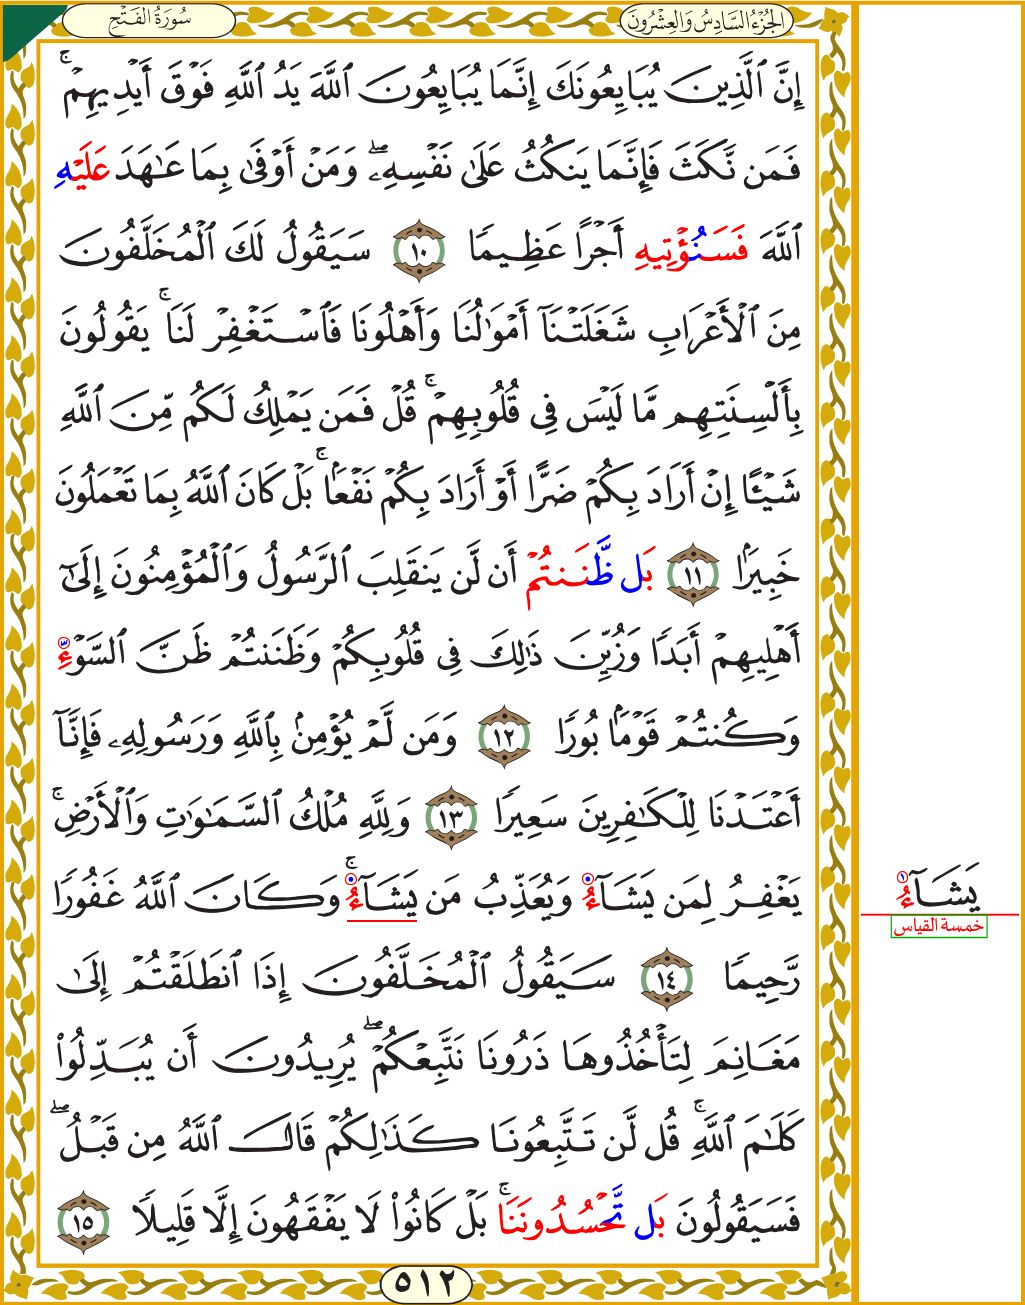 الجُزْءُ السَّادِسُ وَالعِشْرُونَ
سُورَةُ الفَتْحِ
إِنَّ ٱلَّذِينَ يُبَايِعُونَكَ إِنَّمَا يُبَايِعُونَ ٱللَّهَ يَدُ ٱللَّهِ فَوْقَ أَيْدِيهِمْۚ
فَمَن نَّكَثَ فَإِنَّمَا يَنكُثُ عَلَىٰ نَفْسِهِۦۖ وَمَنْ أَوْفَىٰ بِمَا عَـٰهَدَ عَلَيْهِ
ٱللَّهَ فَسَنُؤْتِيهِ أَجْرًا عَظِيمًا ١٠ سَيَقُولُ لَكَ ٱلْمُخَلَّفُونَ
مِنَ ٱلْأَعْرَابِ شَغَلَتْنَآ أَمْوَٰلُنَا وَأَهْلُونَا فَٱسْتَغْفِرْ لَنَاۚ يَقُولُونَ
بِأَلْسِنَتِهِم مَّا لَيْسَ فِى قُلُوبِهِمْۚ قُلْ فَمَن يَمْلِكُ لَكُم مِّنَ ٱللَّهِ
شَيْـًٔا إِنْ أَرَادَ بِكُمْ ضَرًّا أَوْ أَرَادَ بِكُمْ نَفْعًاۚ بَلْ كَانَ ٱللَّهُ بِمَا تَعْمَلُونَ
خَبِيرًۢا ١١ بَل ظَّنَنتُمْ أَن لَّن يَنقَلِبَ ٱلرَّسُولُ وَٱلْمُؤْمِنُونَ إِلَىٰٓ
أَهْلِيهِمْ أَبَدًا وَزُيِّنَ ذَٰلِكَ فِى قُلُوبِكُمْ وَظَنَنتُمْ ظَنَّ ٱلسَّوْءِ
وَكُنتُمْ قَوْمًۢا بُورًا ١٢ وَمَن لَّمْ يُؤْمِنۢ بِٱللَّهِ وَرَسُولِهِۦ فَإِنَّآ
أَعْتَدْنَا لِلْكَـٰفِرِينَ سَعِيرًا ١٣ وَلِلَّهِ مُلْكُ ٱلسَّمَـٰوَٰتِ وَٱلْأَرْضِۚ
يَغْفِرُ لِمَن يَشَآءُ وَيُعَذِّبُ مَن يَشَآءُۚ وَكَانَ ٱللَّهُ غَفُورًا
يَشَآءُ
خمسة القياس
رَّحِيمًا ١٤ سَيَقُولُ ٱلْمُخَلَّفُونَ إِذَا ٱنطَلَقْتُمْ إِلَىٰ
مَغَانِمَ لِتَأْخُذُوهَا ذَرُونَا نَتَّبِعْكُمْۖ يُرِيدُونَ أَن يُبَدِّلُوا۟
كَلَـٰمَ ٱللَّهِۚ قُل لَّن تَتَّبِعُونَا كَذَٰلِكُمْ قَالَ ٱللَّهُ مِن قَبْلُۖ
فَسَيَقُولُونَ بَل تَّحْسُدُونَنَاۚ بَلْ كَانُوا۟ لَا يَفْقَهُونَ إِلَّا قَلِيلًا ١٥
٥١٢